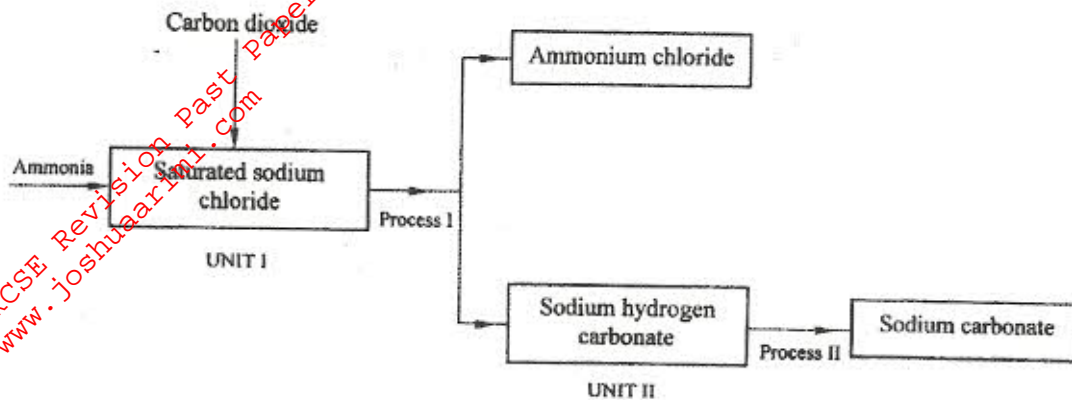 Carbon dioxide
Ammonium chloride
Ammonia
Saturated sodium
chloride
Process I
UNIT I
Sodium hydrogen
carbonate
Process II
Sodium carbonate
UNIT II
KCSE Revision Past Paper
www.joshuaarimi.com